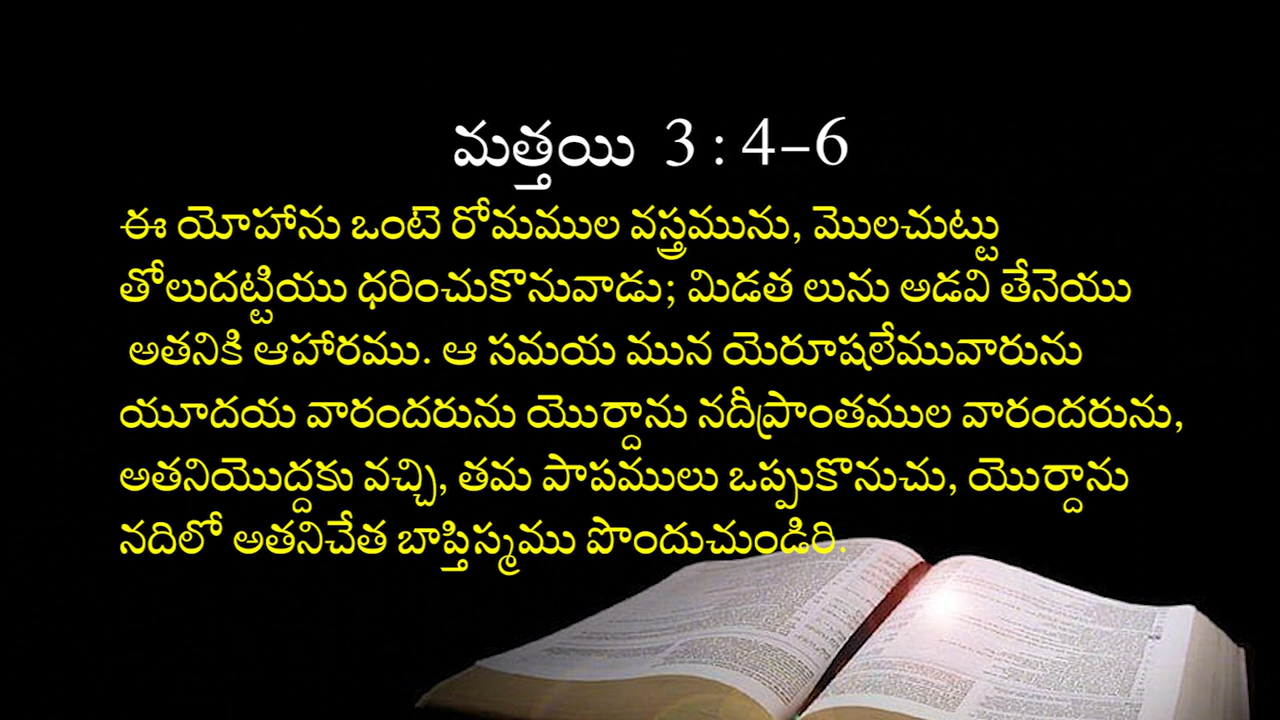 మత్తయి 3 : 4-6
ఈ యోహాను ఒంటె రోమముల వస్త్రమును, మొలచుట్టు
తోలుదట్టియు ధరించుకొనువాడు; మిడత లును అడవి తేనెయు
అతనికి ఆహారము. ఆ సమయ మున యెరూషలేమువారును
యూదయ వారందరును యొర్దాను నదీప్రాంతముల వారందరును,
అతనియొద్దకు వచ్చి, తమ పాపములు ఒప్పుకొనుచు, యొర్దాను
నదిలో అతనిచేత బాప్తిస్మము పొందుచుండిరి.